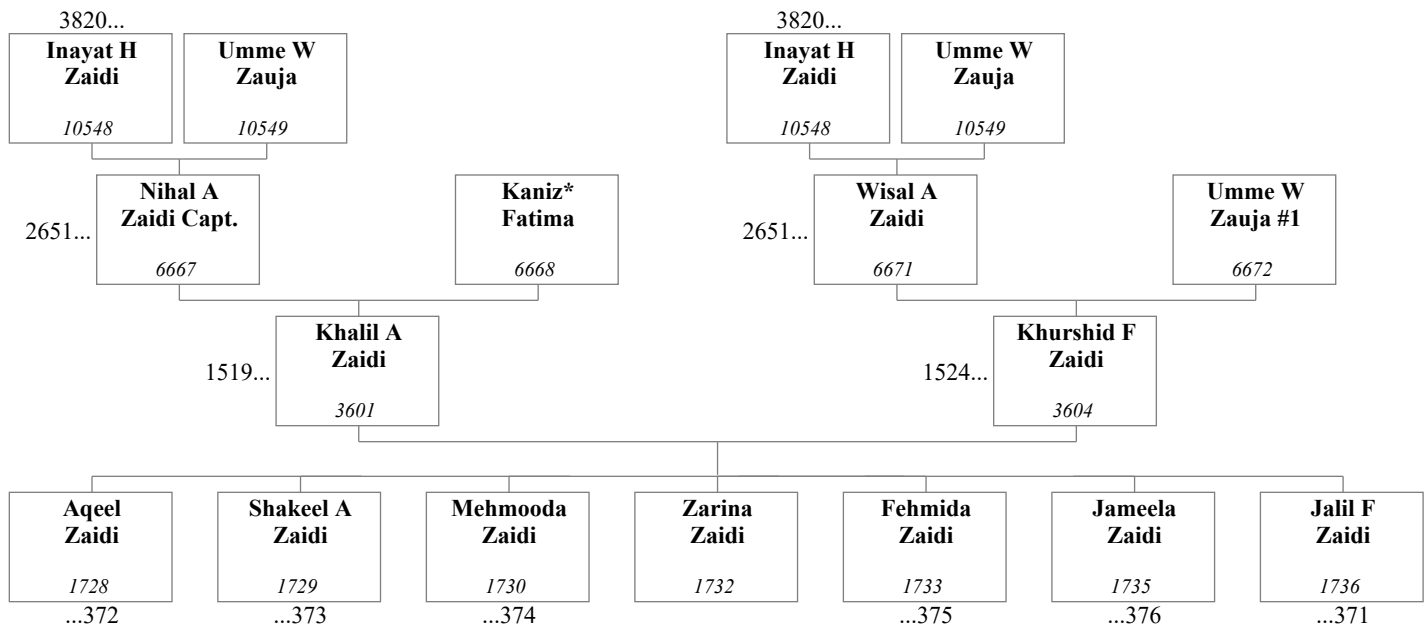 3820...
3820...
Inayat H
Zaidi
10548
Umme W
Zauja
10549
Inayat H
Zaidi
10548
Umme W
Zauja
10549
2651...
Nihal A
Zaidi Capt.
6667
Kaniz*
Fatima
6668
2651...
Wisal A
Zaidi
6671
Umme W
Zauja #1
6672
1519...
Khalil A
Zaidi
3601
1524...
Khurshid F
Zaidi
3604
Aqeel
Zaidi
1728
...372
Shakeel A
Zaidi
1729
...373
Mehmooda
Zaidi
1730
...374
Zarina
Zaidi
1732
Fehmida
Zaidi
1733
...375
Jameela
Zaidi
1735
...376
Jalil F
Zaidi
1736
...371